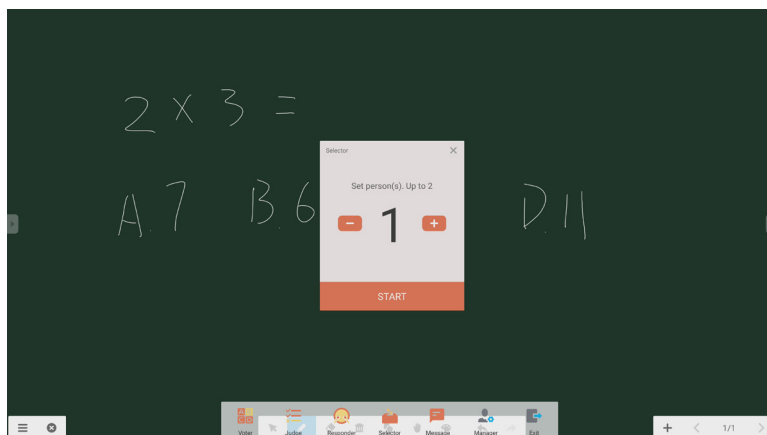 2 × 3 =
Selector ×
Set person(s). Up to 2
A.7 B.6 D.11
− 1 +
START
Voter Judge Responder Selector Message Manager Exit
1/1